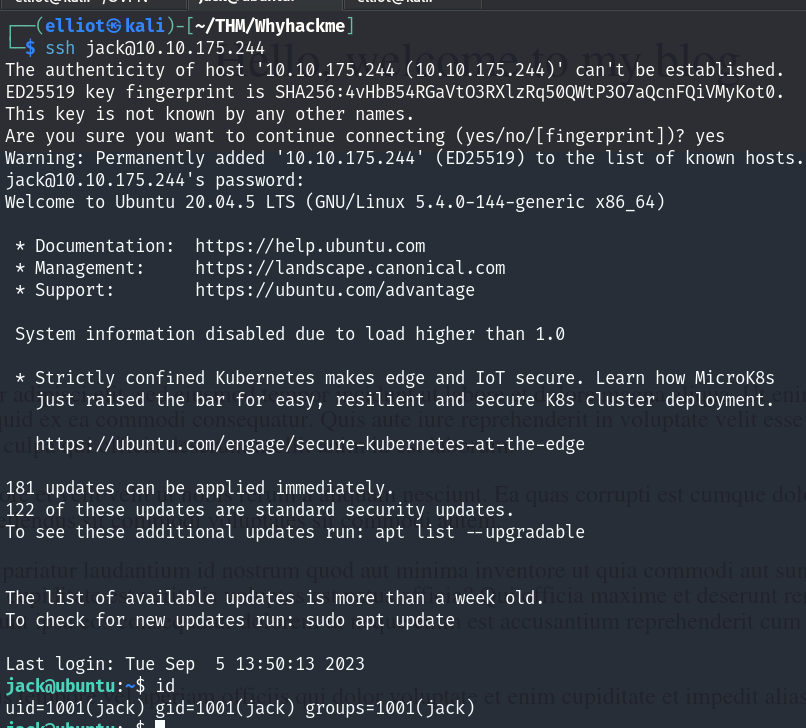 ┌──(elliot㉿kali)-[~/THM/Whyhackme]
└─$ ssh jack@10.10.175.244
Hello, welcome to my blog
The authenticity of host '10.10.175.244 (10.10.175.244)' can't be established.
ED25519 key fingerprint is SHA256:4vHbB54RGaVtO3RXlzRq50QWtP3O7aQcnFQiVMyKot0.
This key is not known by any other names.
Are you sure you want to continue connecting (yes/no/[fingerprint])? yes
Warning: Permanently added '10.10.175.244' (ED25519) to the list of known hosts.
jack@10.10.175.244's password:
Welcome to Ubuntu 20.04.5 LTS (GNU/Linux 5.4.0-144-generic x86_64)
* Documentation:  https://help.ubuntu.com
* Management:     https://landscape.canonical.com
* Support:        https://ubuntu.com/advantage
System information disabled due to load higher than 1.0
* Strictly confined Kubernetes makes edge and IoT secure. Learn how MicroK8s
just raised the bar for easy, resilient and secure K8s cluster deployment.
https://ubuntu.com/engage/secure-kubernetes-at-the-edge
181 updates can be applied immediately.
122 of these updates are standard security updates.
To see these additional updates run: apt list --upgradable
The list of available updates is more than a week old.
To check for new updates run: sudo apt update
Last login: Tue Sep  5 13:50:13 2023
jack@ubuntu:~$ id
uid=1001(jack) gid=1001(jack) groups=1001(jack)
jack@ubuntu:~$